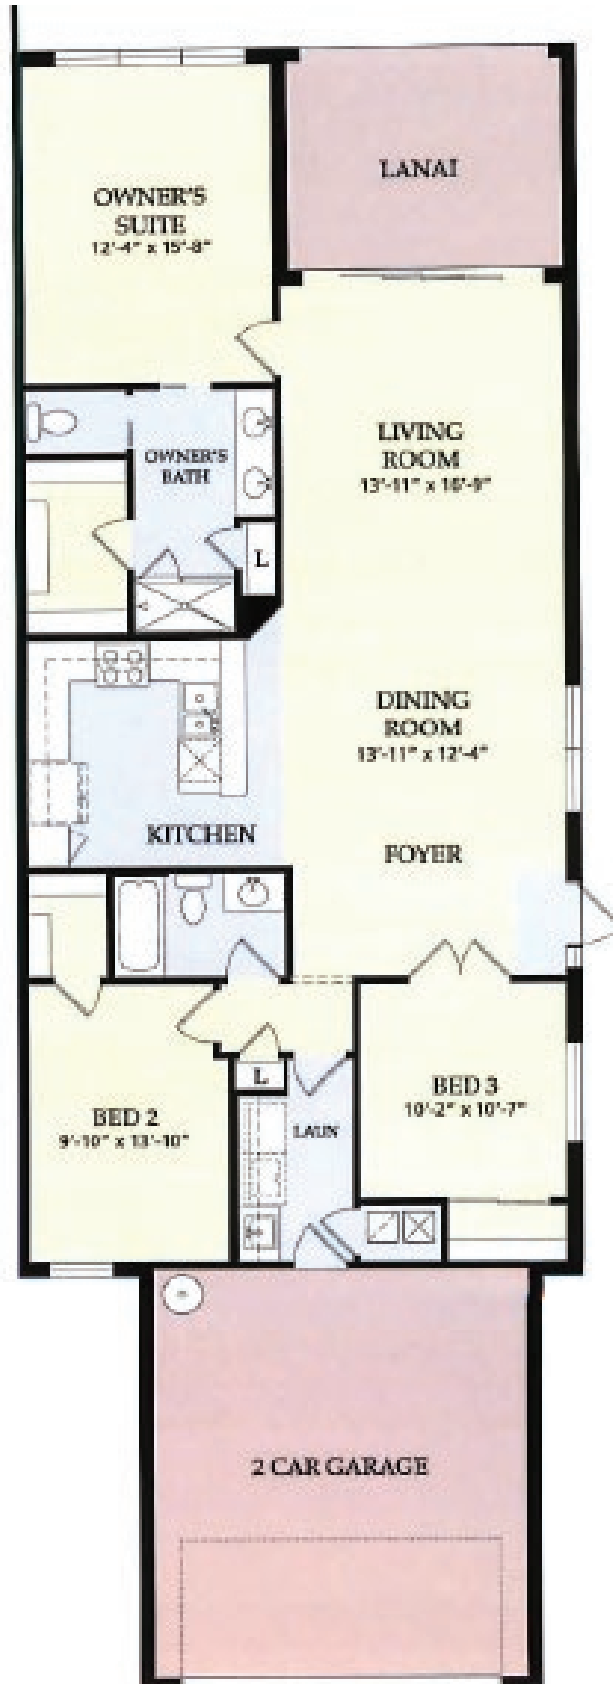 LANAI
OWNER'S
SUITE
12'-4" x 15'-8"
LIVING
ROOM
13'-11" x 16'-9"
OWNER'S
BATH
L
DINING
ROOM
13'-11" x 12'-4"
KITCHEN
FOYER
L
BED 3
10'-2" x 10'-7"
BED 2
9'-10" x 13'-10"
LAUN
2 CAR GARAGE